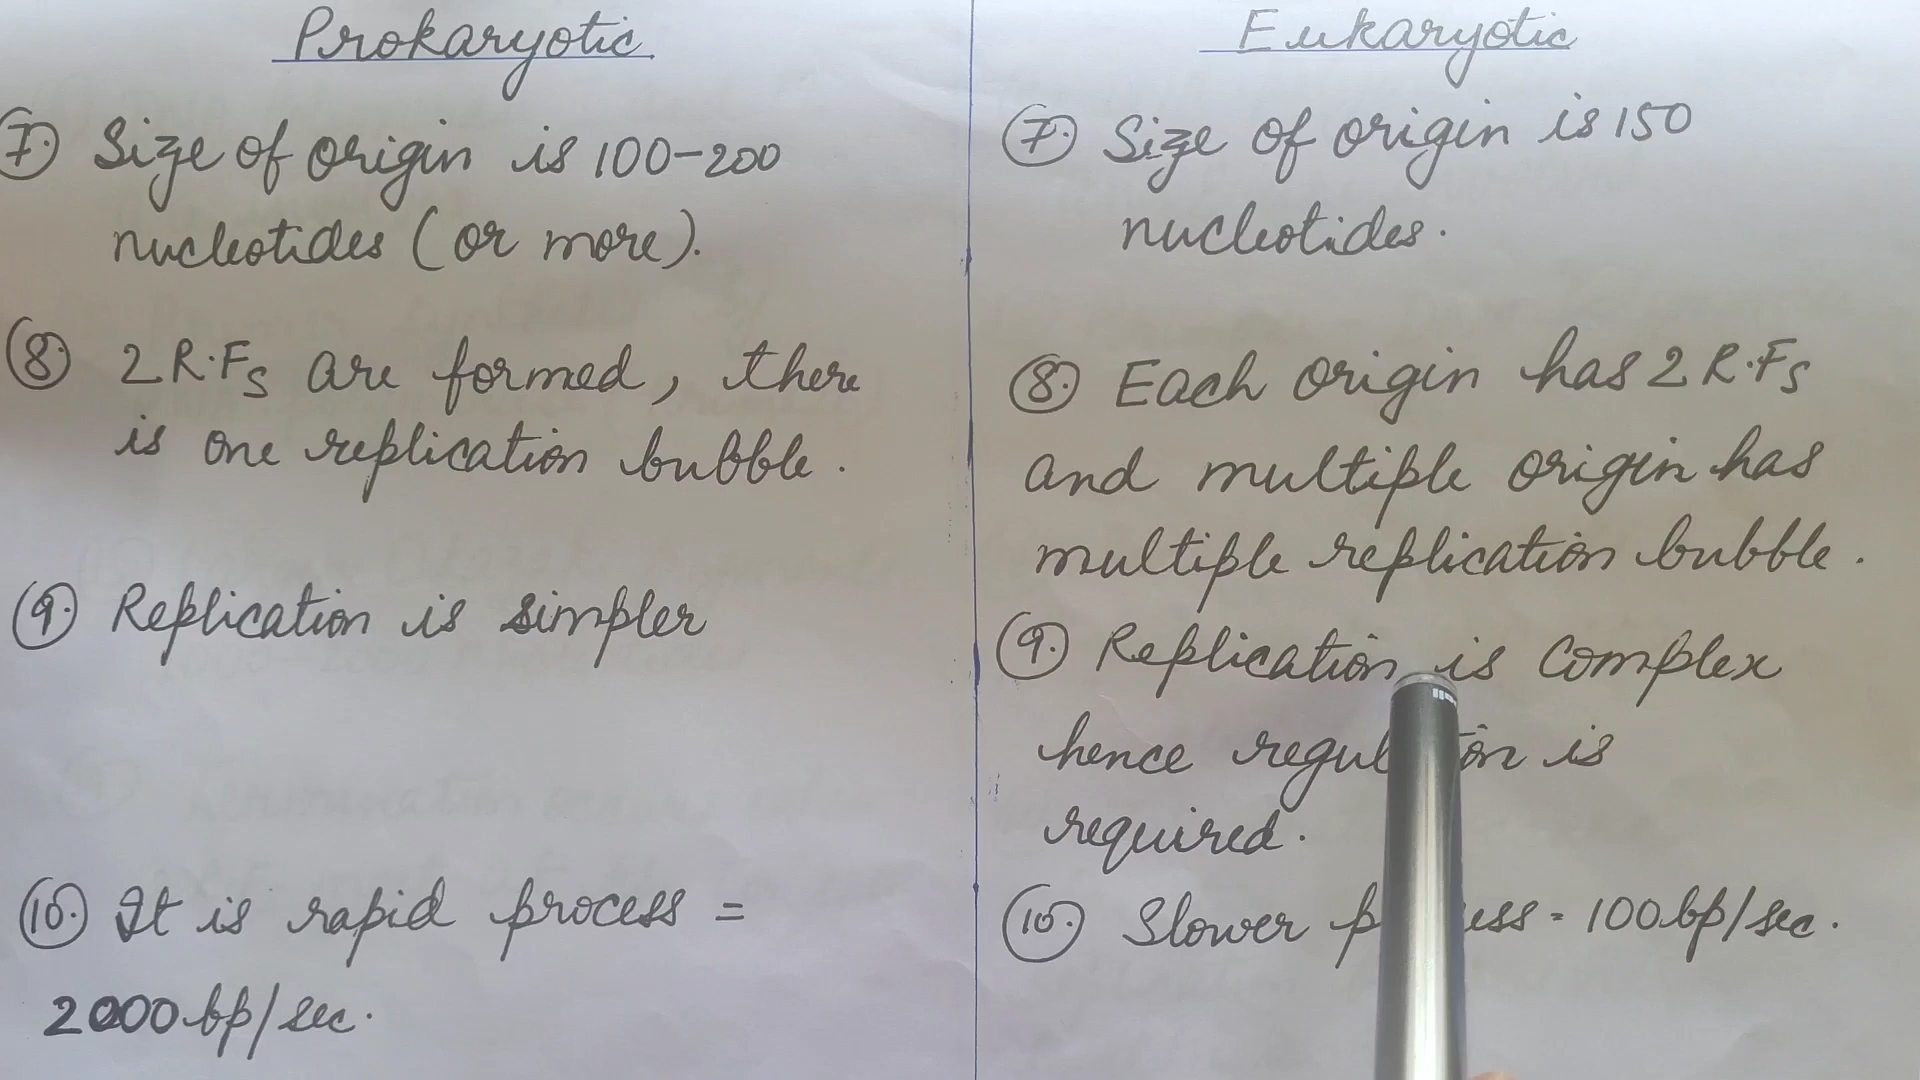 Prokaryotic
7. Size of origin is 100-200
nucleotides (or more).
8. 2 R.Fs are formed, there
is one replication bubble.
9. Replication is simpler
10. It is rapid process =
2000 bp/sec.
Eukaryotic
7. Size of origin is 150
nucleotides.
8. Each origin has 2 R.Fs
and multiple origin has
multiple replication bubble.
9. Replication is complex
hence is
required.
10. Slower = 100 bp/sec.